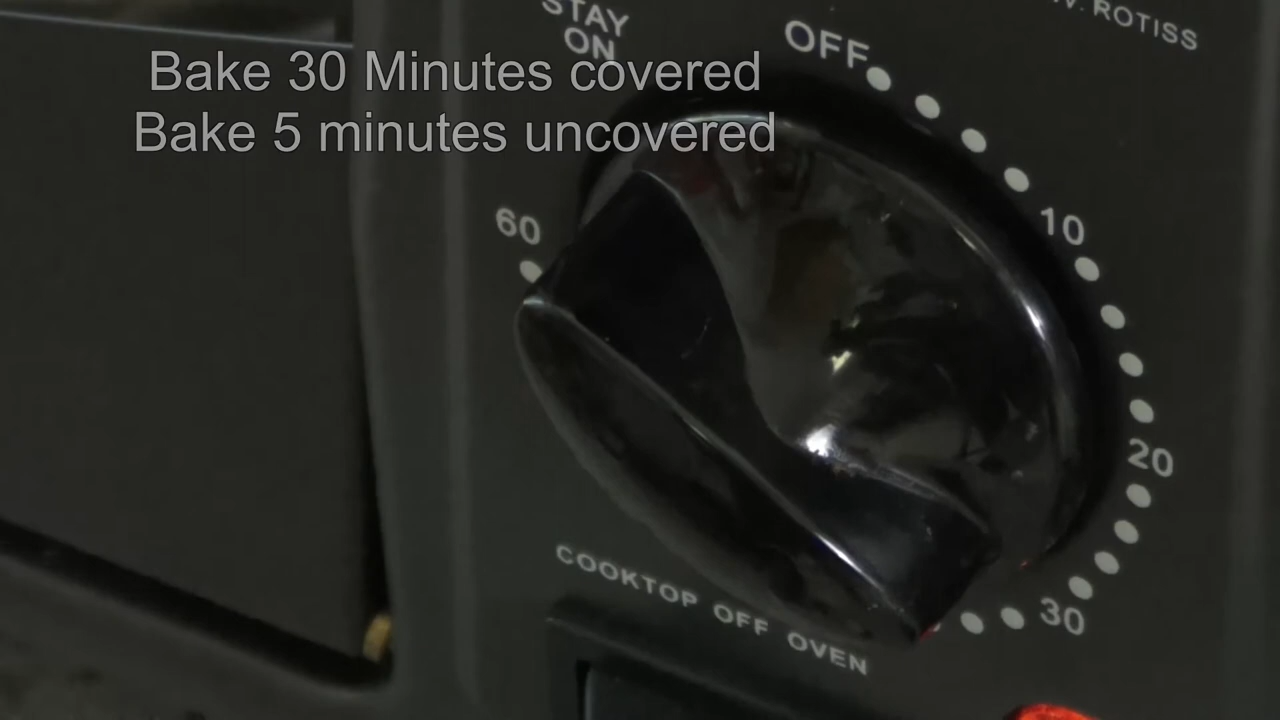 STAY
ON
OFF
ROTISS
Bake 30 Minutes covered
Bake 5 minutes uncovered
60
10
20
30
COOKTOP OFF OVEN